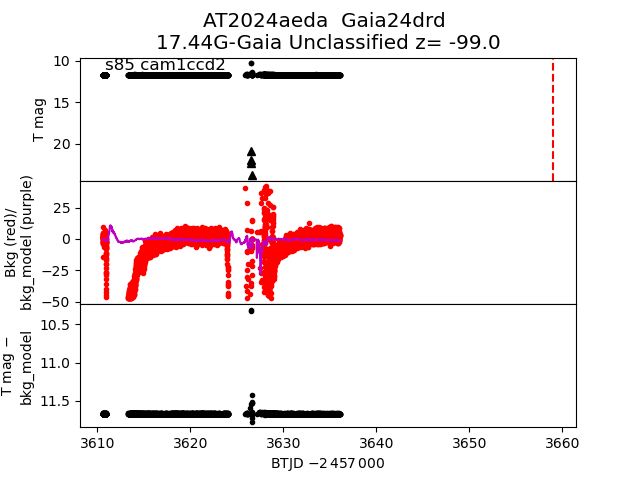 AT2024aeda  Gaia24drd
17.44G-Gaia Unclassified z= -99.0
s85 cam1ccd2
10
15
20
T mag
25
0
−25
−50
Bkg (red)/
bkg_model (purple)
10.5
11.0
11.5
T mag −
bkg_model
3610 3620 3630 3640 3650 3660
BTJD −2 457 000